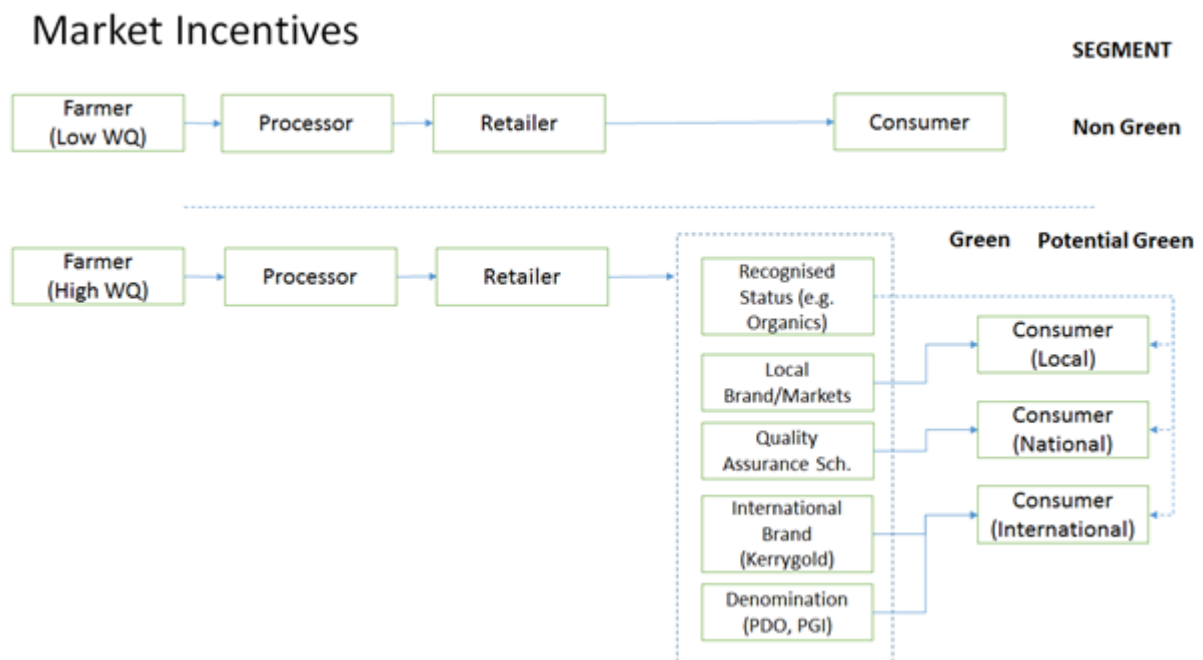 Market Incentives
SEGMENT
Farmer
(Low WQ)
Processor
Retailer
Consumer
Non Green
Green
Potential Green
Farmer
(High WQ)
Processor
Retailer
Recognised
Status (e.g.
Organics)
Local
Brand/Markets
Quality
Assurance Sch.
International
Brand
(Kerrygold)
Denomination
(PDO, PGI)
Consumer
(Local)
Consumer
(National)
Consumer
(International)